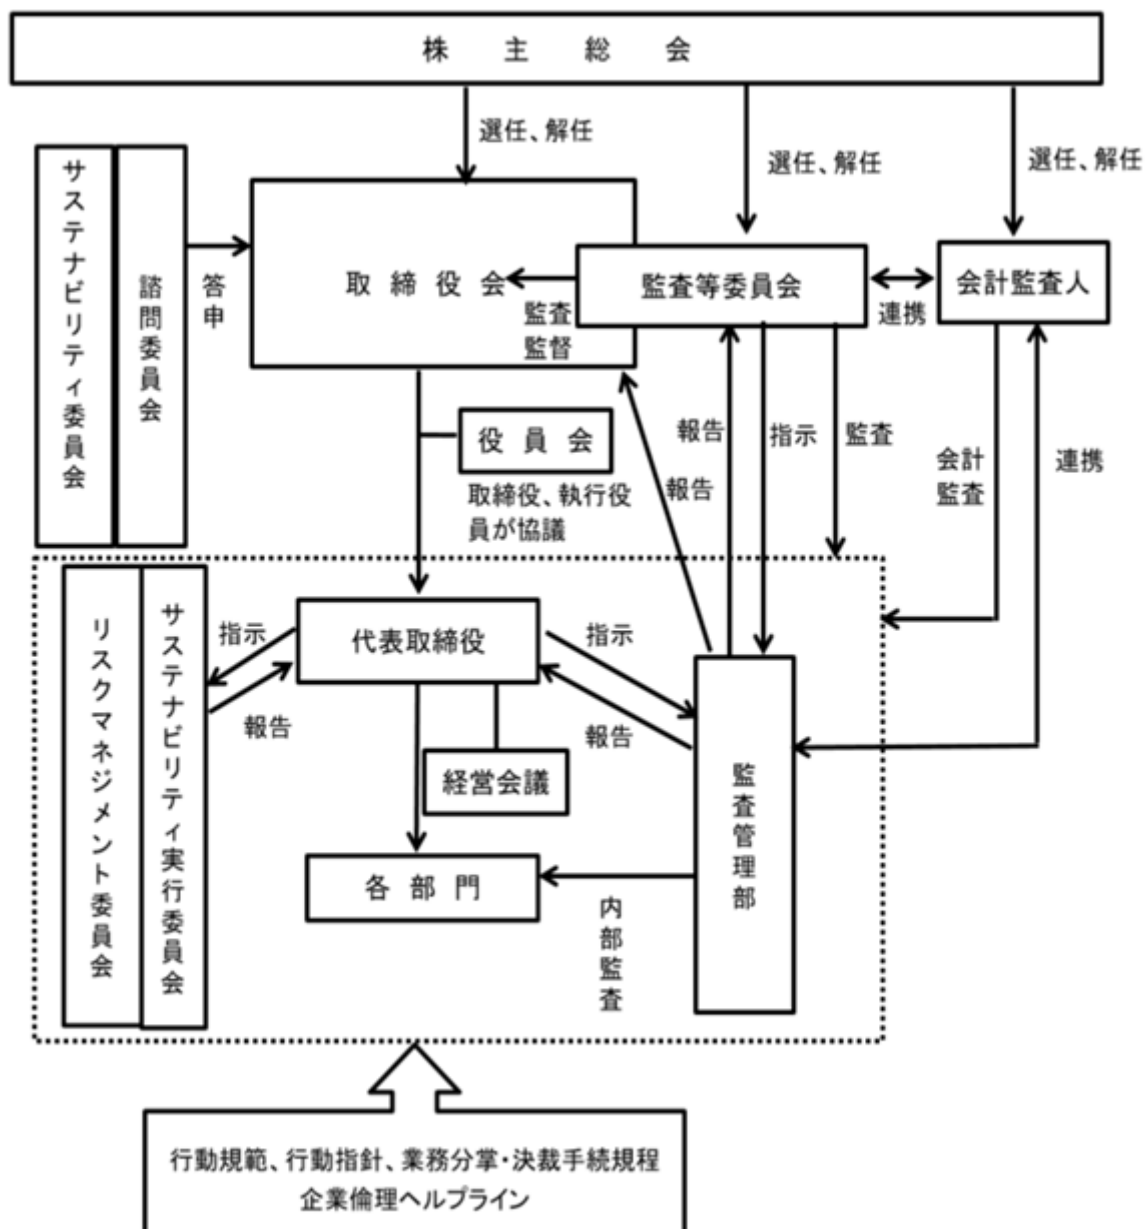 株主総会
選任、解任
選任、解任
選任、解任
サステナビリティ委員会
諮問委員会
答申
取締役会
監査等委員会
会計監査人
監査
監督
連携
役員会
取締役、執行役
員が協議
報告
報告
指示
監査
会計
監査
連携
リスクマネジメント委員会
サステナビリティ実行委員会
指示
報告
代表取締役
指示
報告
経営会議
監査管理部
各部門
内部監査
行動規範、行動指針、業務分掌・決裁手続規程
企業倫理ヘルプライン